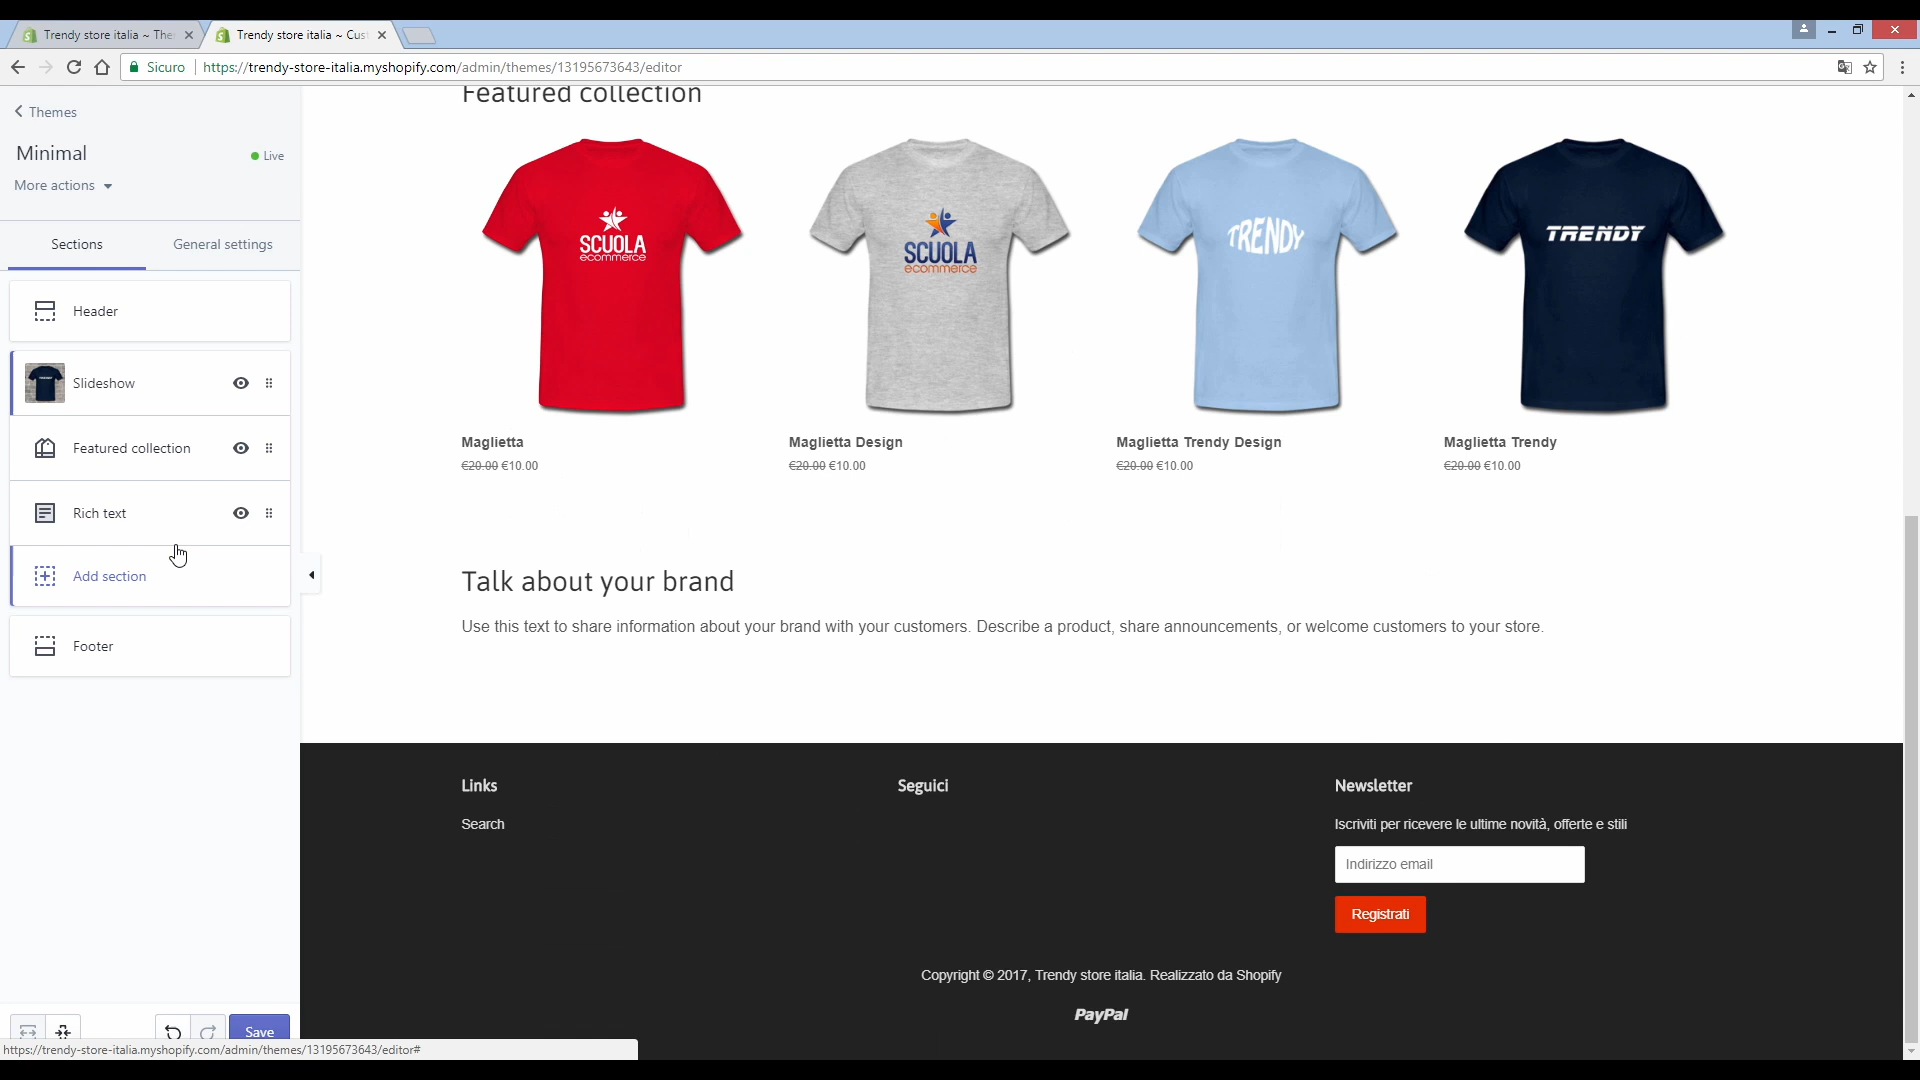 Trendy store italia ~ The
Trendy store italia ~ Cus
Sicuro
https://trendy-store-italia.myshopify.com/admin/themes/13195673643/editor
Themes
Minimal
Live
More actions
Sections
General settings
Header
Slideshow
Featured collection
Rich text
Add section
Footer
Save
https://trendy-store-italia.myshopify.com/admin/themes/13195673643/editor#
Featured collection
SCUOLA
ecommerce
SCUOLA
ecommerce
TRENDY
TRENDY
Maglietta
€20.00 €10.00
Maglietta Design
€20.00 €10.00
Maglietta Trendy Design
€20.00 €10.00
Maglietta Trendy
€20.00 €10.00
Talk about your brand
Use this text to share information about your brand with your customers. Describe a product, share announcements, or welcome customers to your store.
Links
Search
Seguici
Newsletter
Iscriviti per ricevere le ultime novità, offerte e stili
Indirizzo email
Registrati
Copyright © 2017, Trendy store italia. Realizzato da Shopify
PayPal